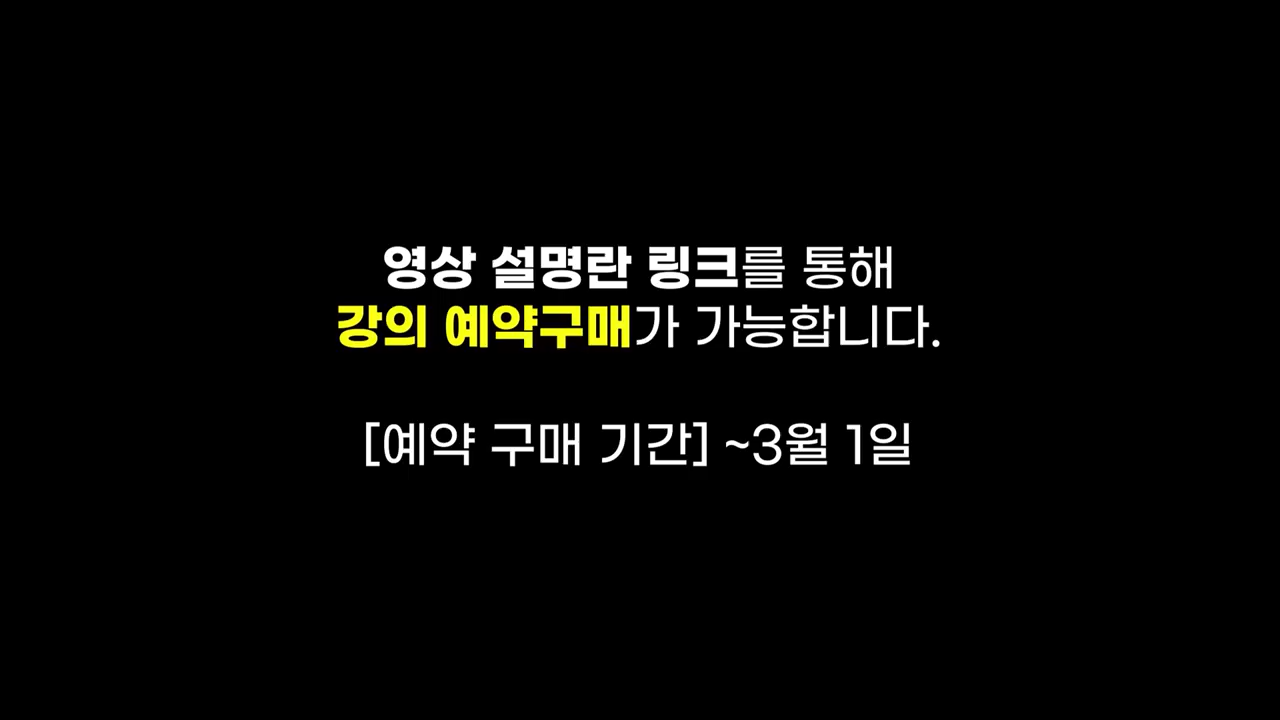 영상 설명란 링크를 통해
강의 예약구매가 가능합니다.
[예약 구매 기간] ~3월 1일